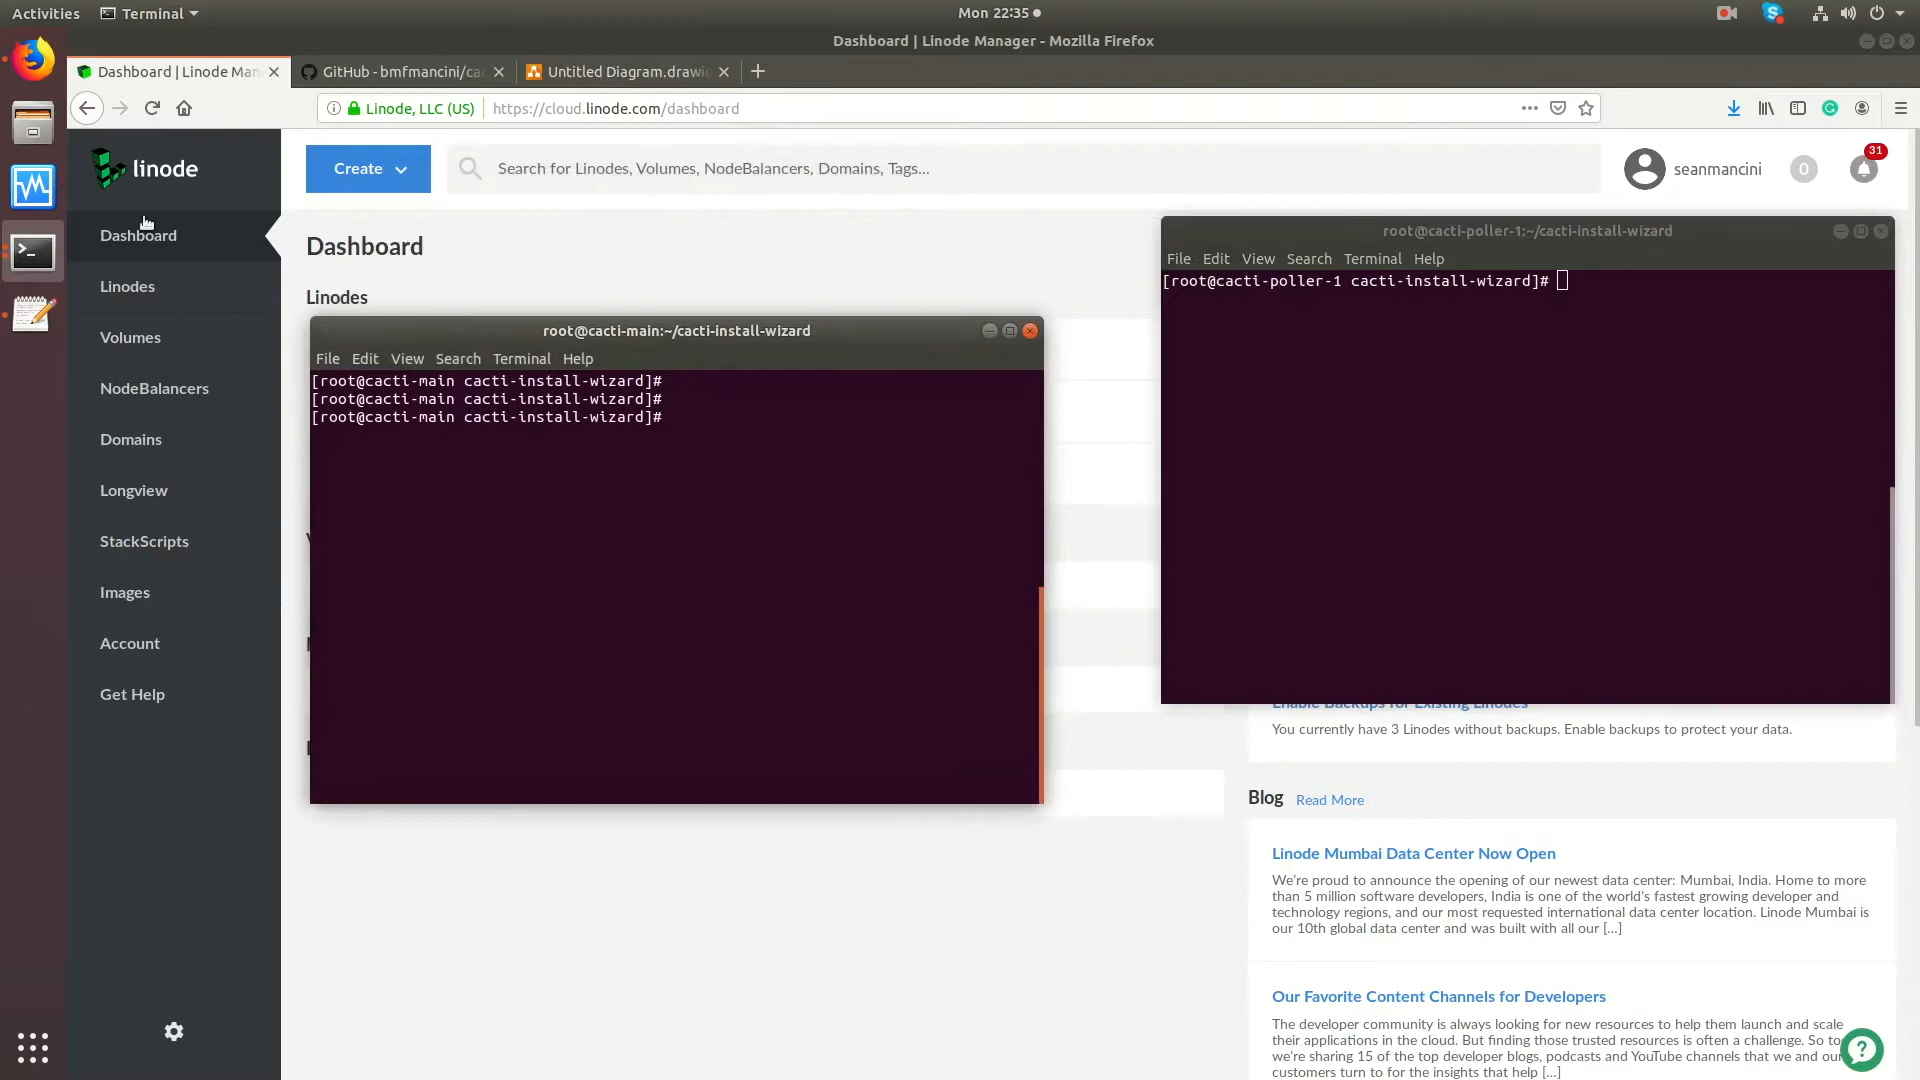 Activities
Terminal
Mon 22:35
Dashboard | Linode Manager - Mozilla Firefox
Dashboard | Linode Man
GitHub - bmfmancini/cac
Untitled Diagram.drawio
Linode, LLC (US)
https://cloud.linode.com/dashboard
linode
Create
Search for Linodes, Volumes, NodeBalancers, Domains, Tags...
seanmancini
0
31
Dashboard
Linodes
Volumes
NodeBalancers
Domains
Longview
StackScripts
Images
Account
Get Help
Dashboard
Linodes
root@cacti-main:~/cacti-install-wizard
File Edit View Search Terminal Help
[root@cacti-main cacti-install-wizard]#
[root@cacti-main cacti-install-wizard]#
[root@cacti-main cacti-install-wizard]#
root@cacti-poller-1:~/cacti-install-wizard
File Edit View Search Terminal Help
[root@cacti-poller-1 cacti-install-wizard]#
Enable Backups for Existing Linodes
You currently have 3 Linodes without backups. Enable backups to protect your data.
Blog Read More
Linode Mumbai Data Center Now Open
We're proud to announce the opening of our newest data center: Mumbai, India. Home to more
than 5 million software developers, India is one of the world's fastest growing developer and
technology regions, and our most requested international data center location. Linode Mumbai is
our 10th global data center and was built with all our [...]
Our Favorite Content Channels for Developers
The developer community is always looking for new resources to help them launch and scale
their applications in the cloud. But finding those trusted resources is often a challenge. So to
we're sharing 15 of the top developer blogs, podcasts and YouTube channels that we and our
customers turn to for the insights that help [...]